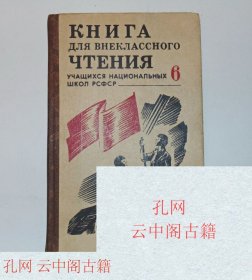 КНИГА
ДЛЯ ВНЕКЛАССНОГО
ЧТЕНИЯ
УЧАЩИХСЯ НАЦИОНАЛЬНЫХ 6
ШКОЛ РСФСР
孔网
云中阁古籍
孔网
云中阁古籍